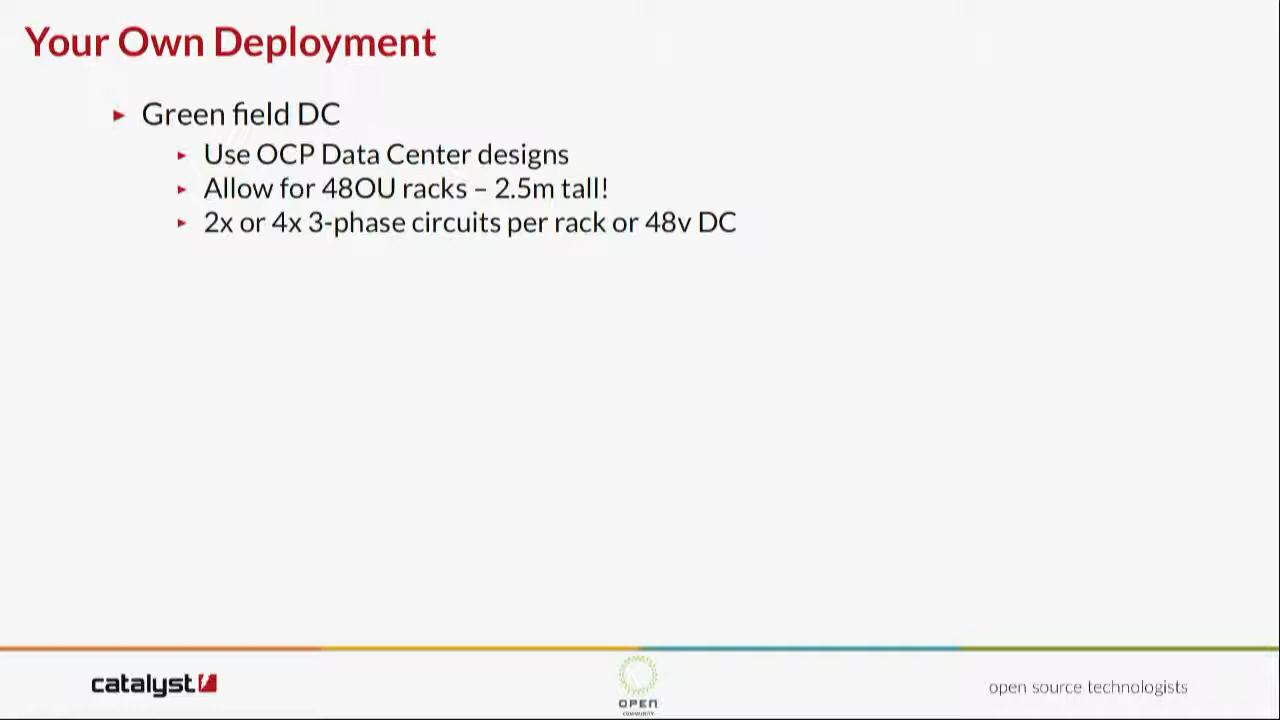 Your Own Deployment
Green field DC
Use OCP Data Center designs
Allow for 48OU racks – 2.5m tall!
2x or 4x 3-phase circuits per rack or 48v DC
catalyst
OPEN
COMMUNITY
open source technologists